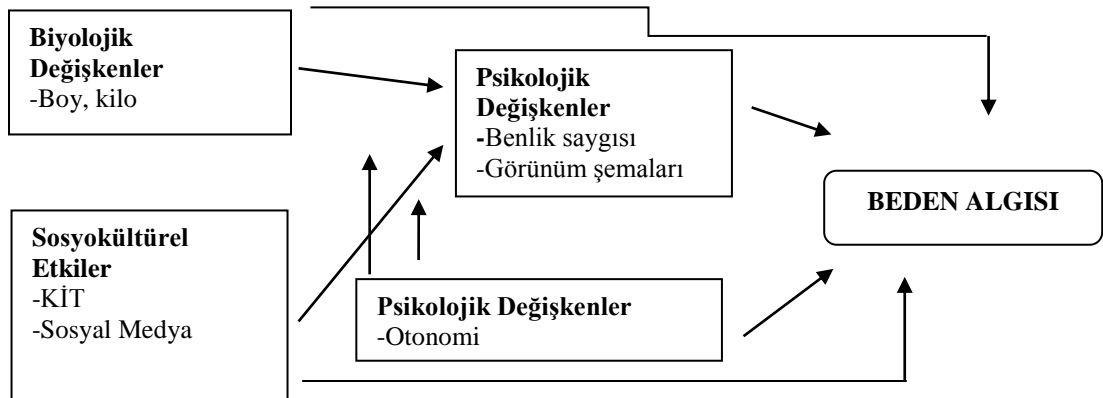 Biyolojik
Değişkenler
-Boy, kilo
Psikolojik
Değişkenler
-Benlik saygısı
-Görünüm şemaları
BEDEN ALGISI
Sosyokültürel
Etkiler
-KİT
-Sosyal Medya
Psikolojik Değişkenler
-Otonomi